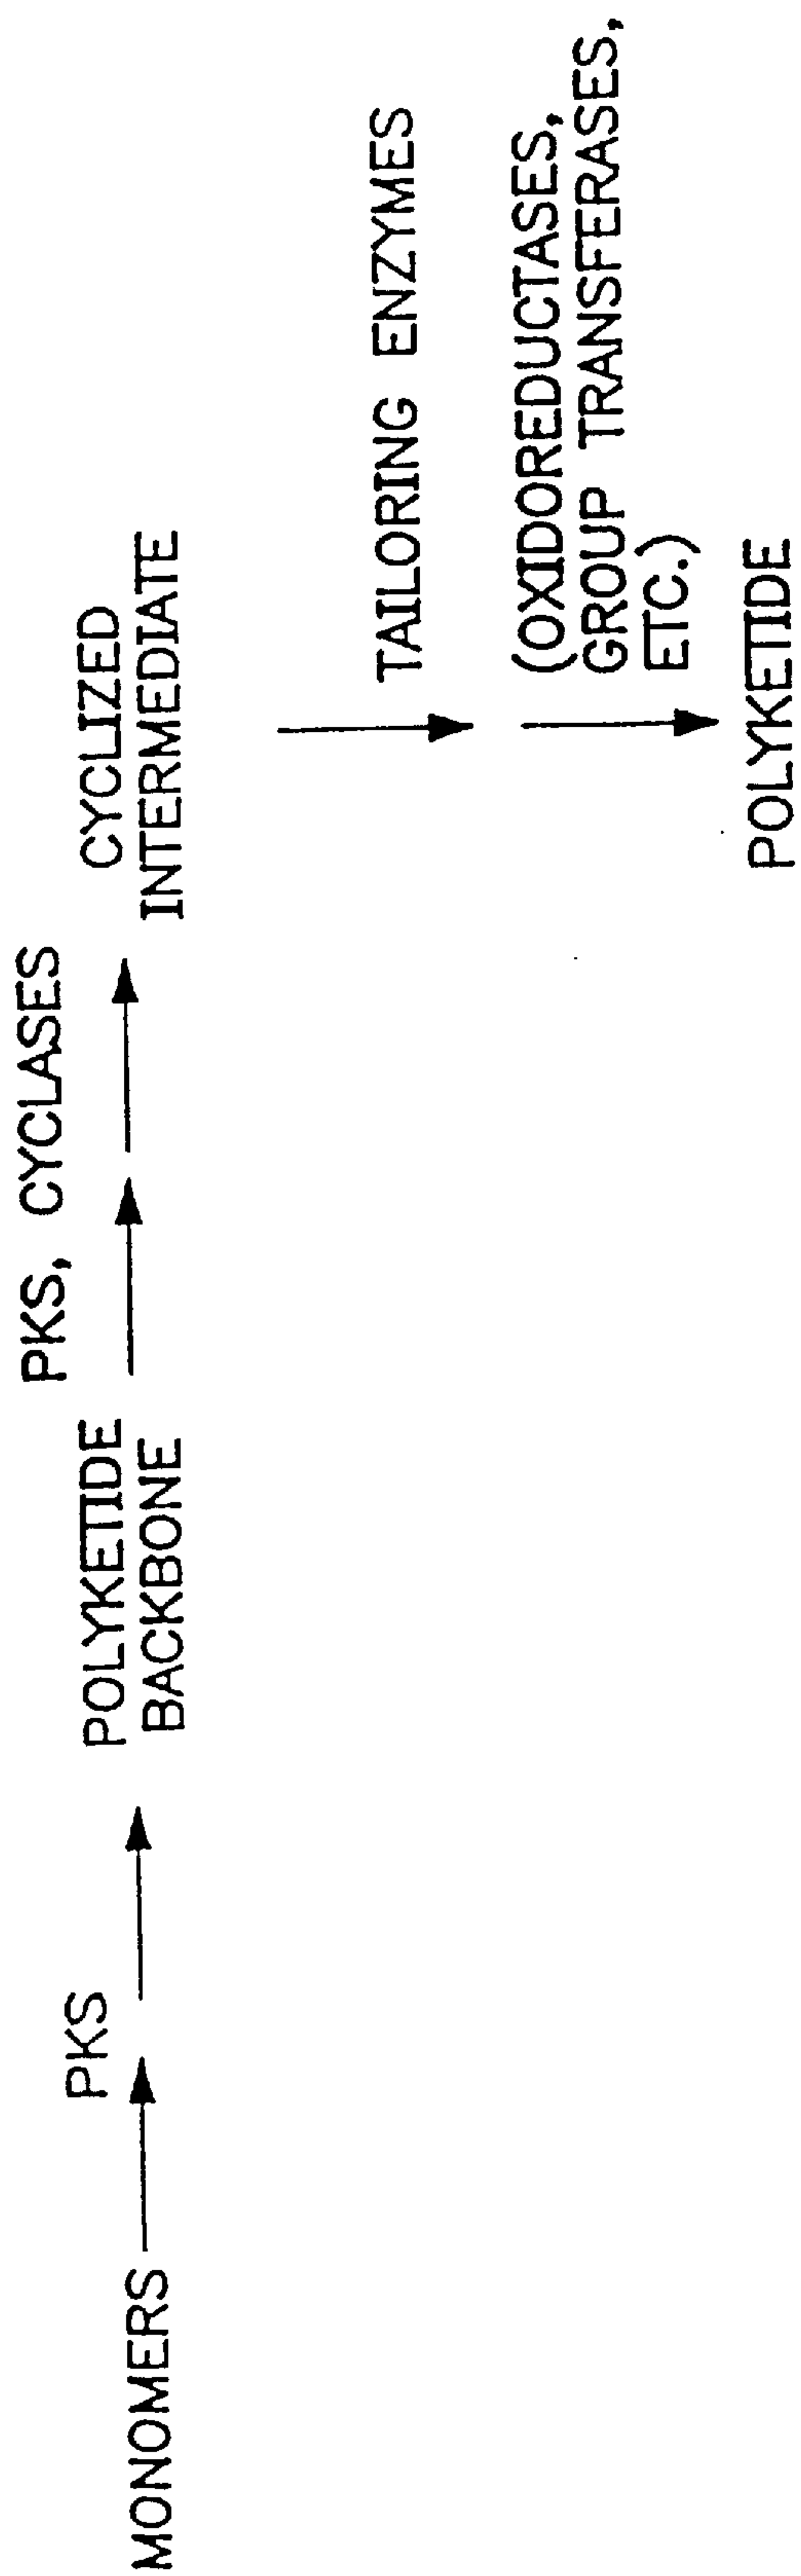 MONOMERS
PKS
POLYKETIDE
BACKBONE
PKS, CYCLASES
CYCLIZED
INTERMEDIATE
TAILORING ENZYMES
(OXIDOREDUCTASES,
GROUP TRANSFERASES,
ETC.)
POLYKETIDE